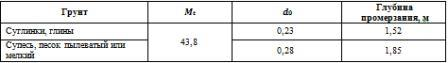 Грунт Mt d0 Глубина промерзания, м
Суглинки, глины 43,8 0,23 1,52
Супесь, песок пылеватый или мелкий 0,28 1,85